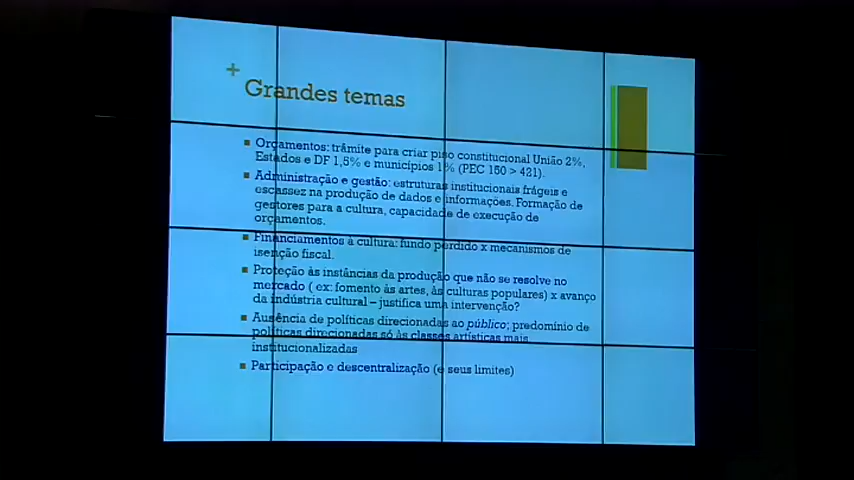 +
Grandes temas
Orçamentos: trâmite para criar piso constitucional União 2%,
Estados e DF 1,5% e municípios 1% (PEC 150 > 421).
Administração e gestão: estruturas institucionais frágeis e
escassez na produção de dados e informações. Formação de
gestores para a cultura, capacidade de execução de
orçamentos.
Financiamentos à cultura: fundo perdido x mecanismos de
isenção fiscal.
Proteção às instâncias da produção que não se resolve no
mercado ( ex: fomento às artes, às culturas populares) x avanço
da indústria cultural – justifica uma intervenção?
Ausência de políticas direcionadas ao público; predomínio de
políticas direcionadas só às classes artísticas mais
institucionalizadas
Participação e descentralização (e seus limites)